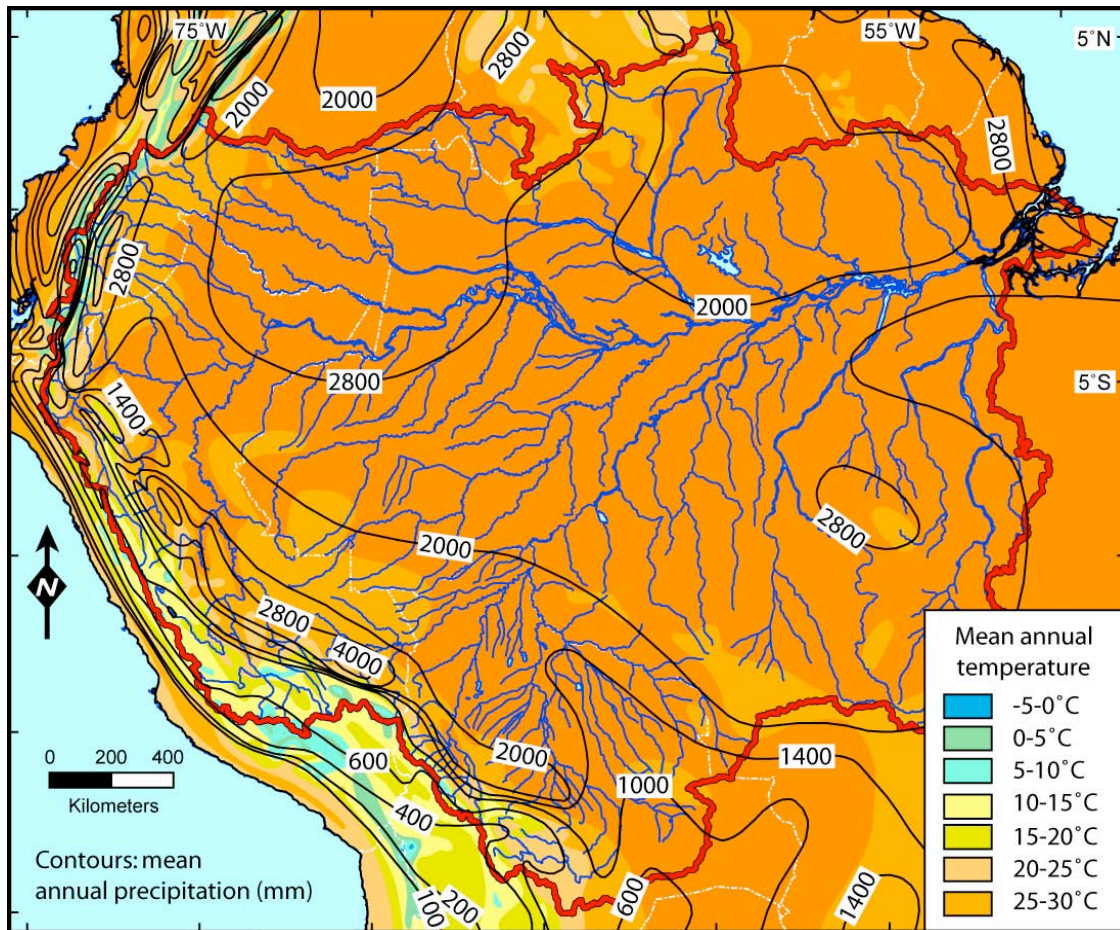 75˚W
55˚W
5˚N
2800
2000
2000
2800
2800
2000
2800
5˚S
1400
2800
2000
N
2800
4000
2000
600
1000
1400
400
200
100
600
1400
0 200 400
Kilometers
Contours: mean
annual precipitation (mm)
Mean annual
temperature
-5-0˚C
0-5˚C
5-10˚C
10-15˚C
15-20˚C
20-25˚C
25-30˚C